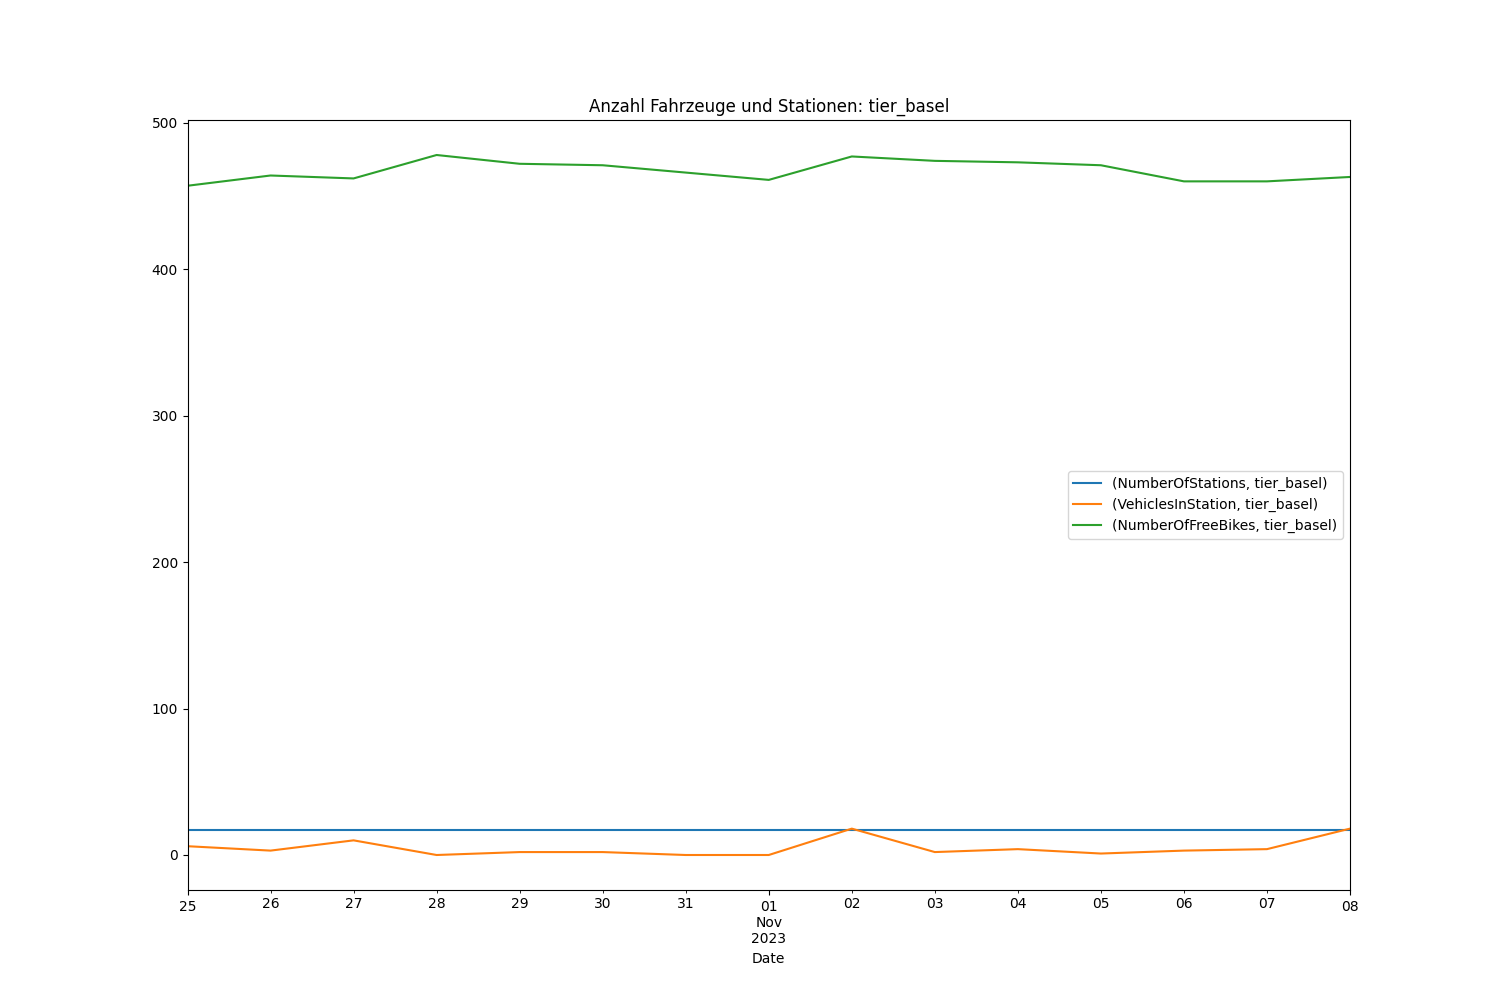 Anzahl Fahrzeuge und Stationen: tier_basel
500
400
300
200
100
0
(NumberOfStations, tier_basel)
(VehiclesInStation, tier_basel)
(NumberOfFreeBikes, tier_basel)
25 26 27 28 29 30 31 01 02 03 04 05 06 07 08
Nov
2023
Date